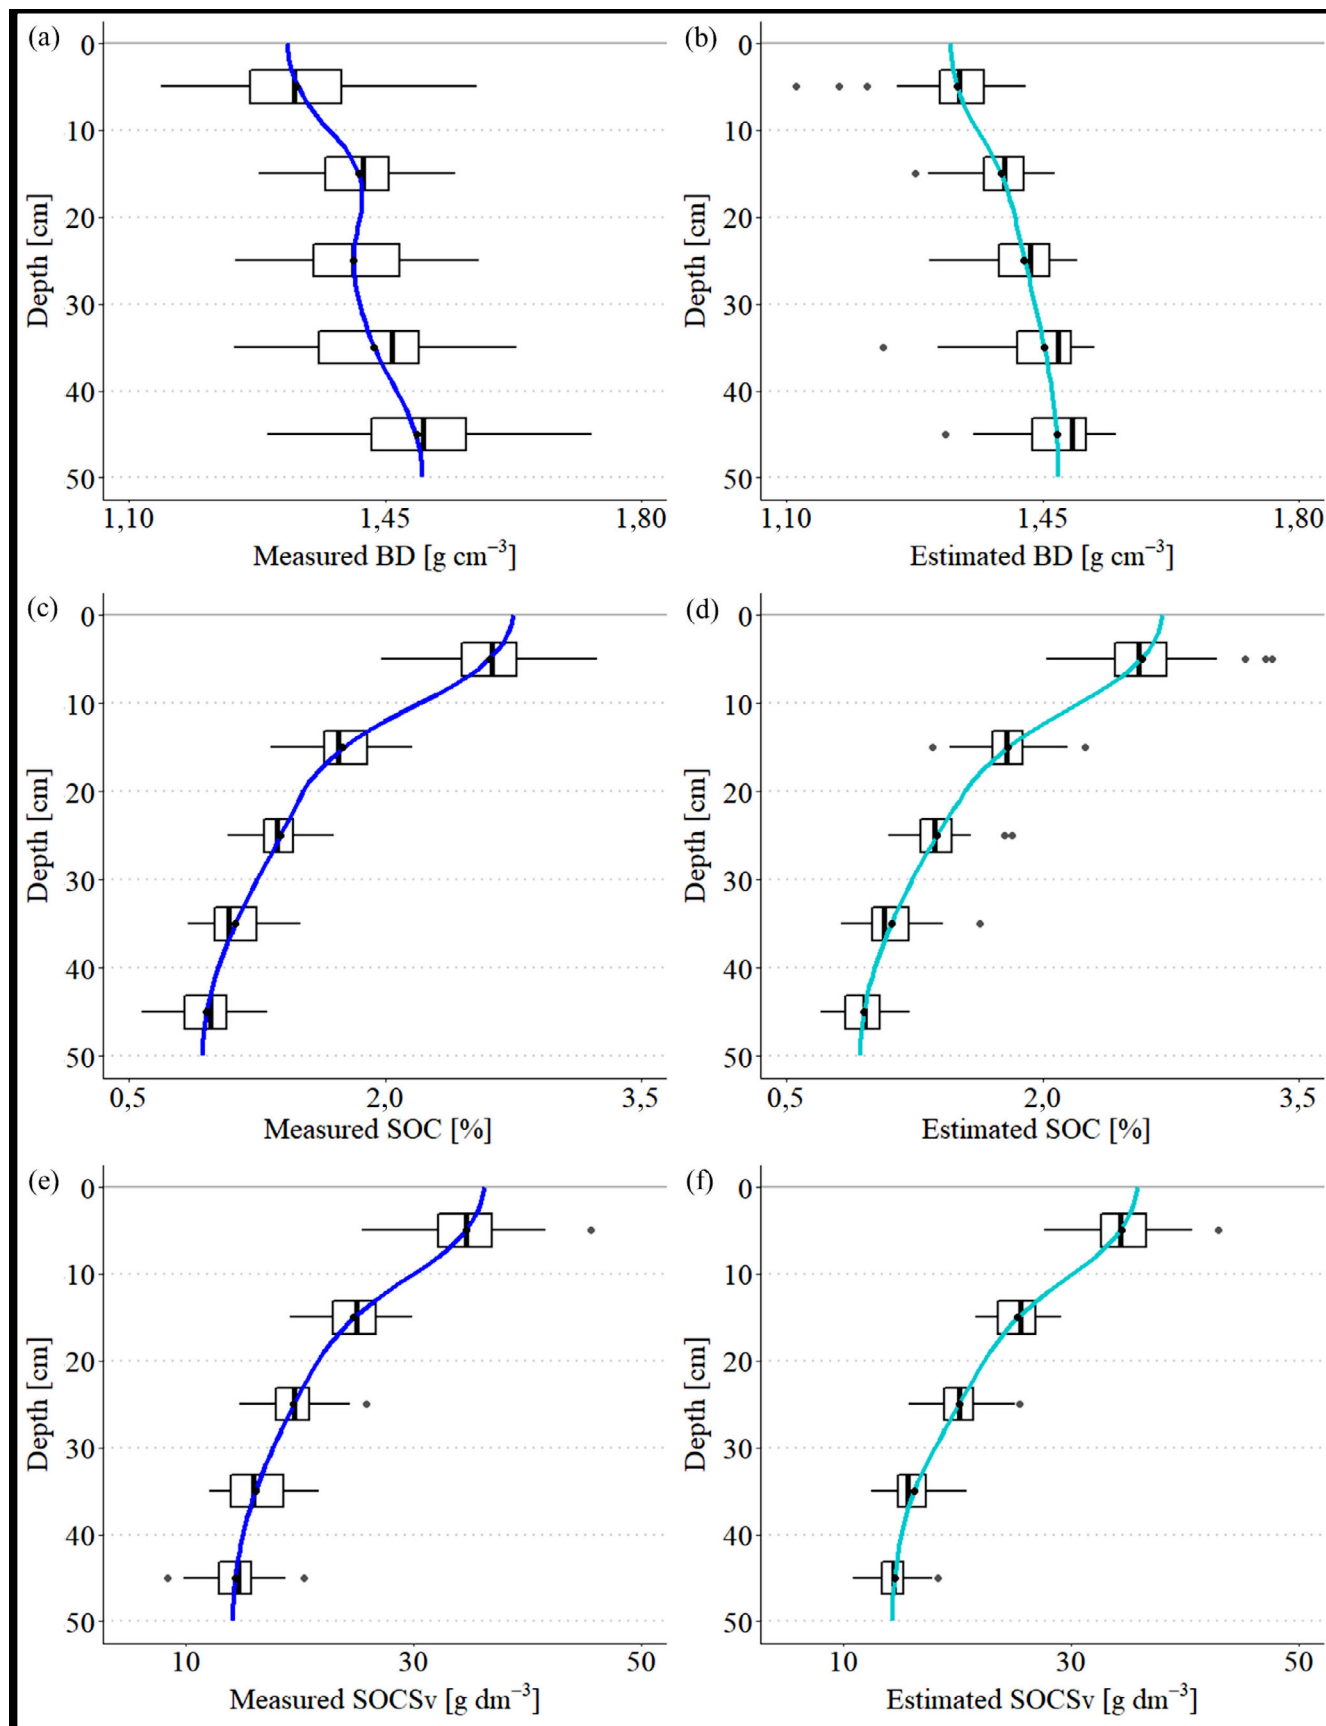 (a)
0
10
20
30
40
50
Depth [cm]
1,10 1,45 1,80
Measured BD [g cm⁻³]
(b)
0
10
20
30
40
50
Depth [cm]
1,10 1,45 1,80
Estimated BD [g cm⁻³]
(c)
0
10
20
30
40
50
Depth [cm]
0,5 2,0 3,5
Measured SOC [%]
(d)
0
10
20
30
40
50
Depth [cm]
0,5 2,0 3,5
Estimated SOC [%]
(e)
0
10
20
30
40
50
Depth [cm]
10 30 50
Measured SOCSv [g dm⁻³]
(f)
0
10
20
30
40
50
Depth [cm]
10 30 50
Estimated SOCSv [g dm⁻³]